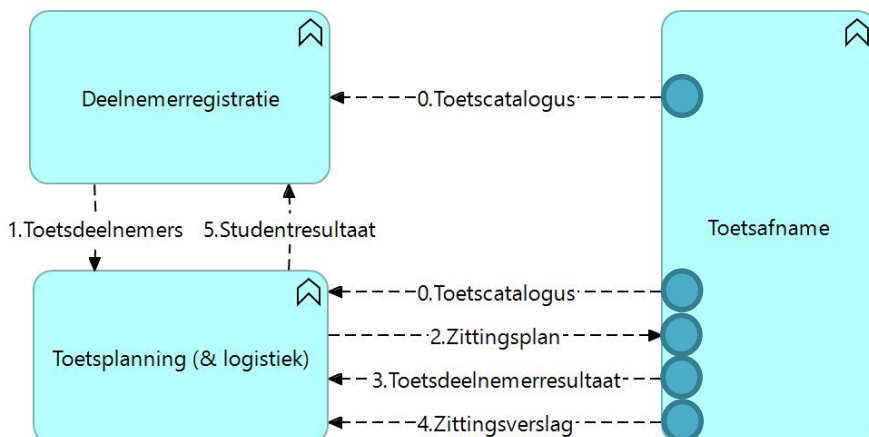 Deelnemerregistratie
0.Toetscatalogus
Toetsafname
1.Toetsdeelnemers
5.Studentresultaat
0.Toetscatalogus
2.Zittingsplan
Toetsplanning (& logistiek)
3.Toetsdeelnemerresultaat
4.Zittingsverslag